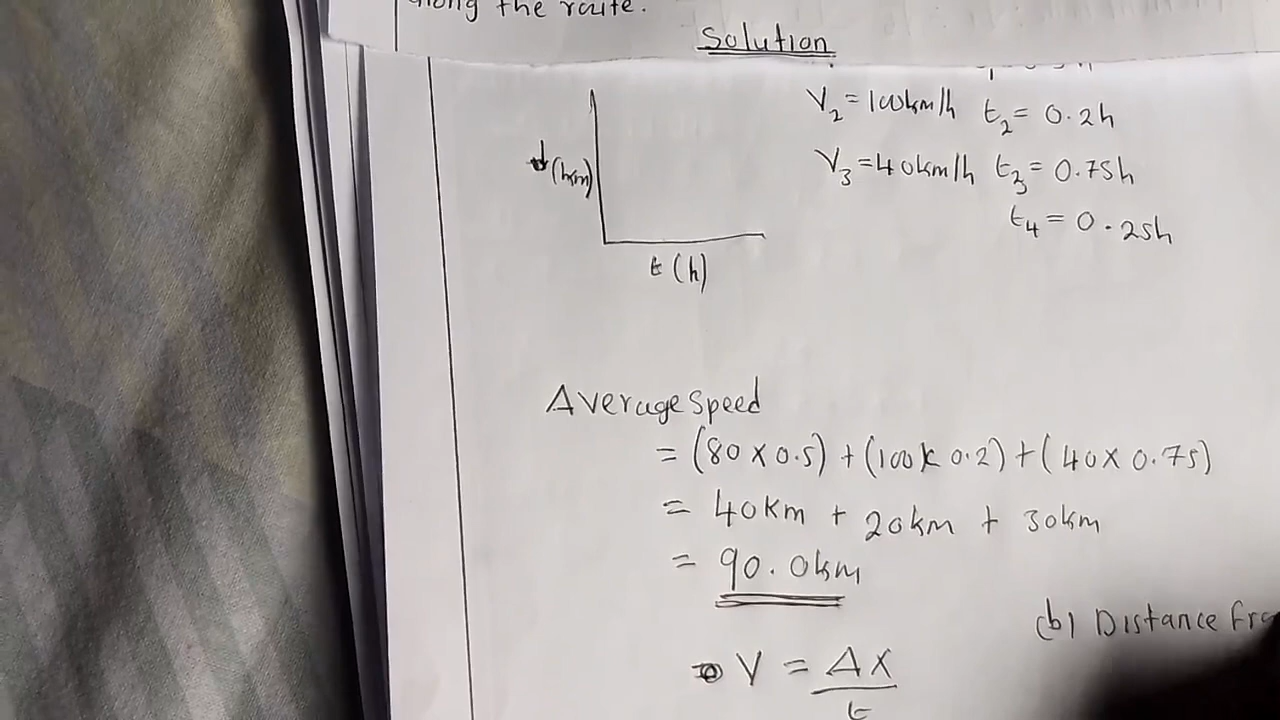 along the route.
Solution
V₂ = 100km/h t₂ = 0.2h
d (km)
V₃ = 40km/h t₃ = 0.75h
t₄ = 0.25h
t (h)
Average Speed
= (80 x 0.5) + (100 x 0.2) + (40 x 0.75)
= 40km + 20km + 30km
= 90.0km
(b) Distance
V = ΔX
t